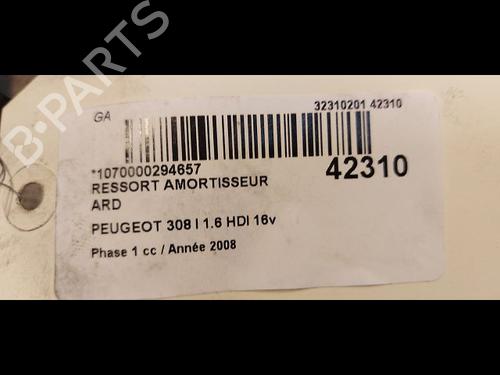 GA
32310201 42310
*1070000294657
42310
RESSORT AMORTISSEUR
ARD
PEUGEOT 308 I 1.6 HDI 16v
Phase 1 cc / Année 2008
B-PARTS